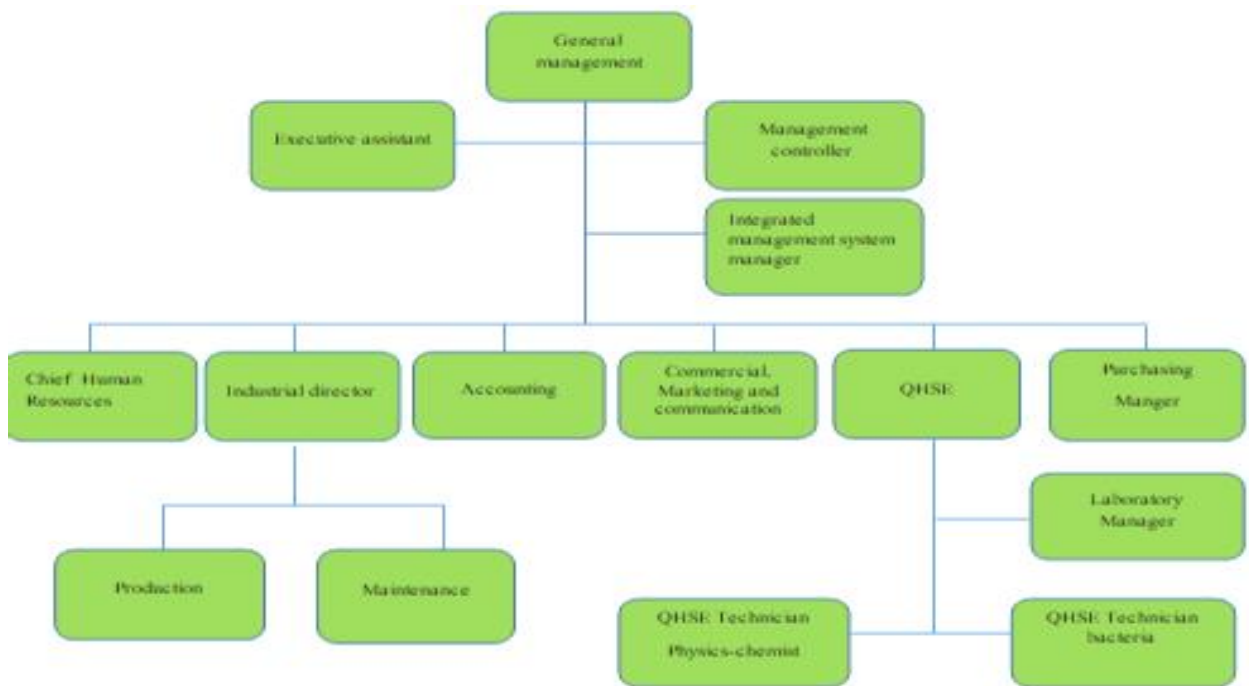 General
management
Executive assistant
Management
controller
Integrated
management system
manager
Chief Human
Resources
Industrial director
Accounting
Commercial,
Marketing and
communication
QHSE
Purchasing
Manger
Laboratory
Manager
Production
Maintenance
QHSE Technician
Physics-chemist
QHSE Technician
bacteria